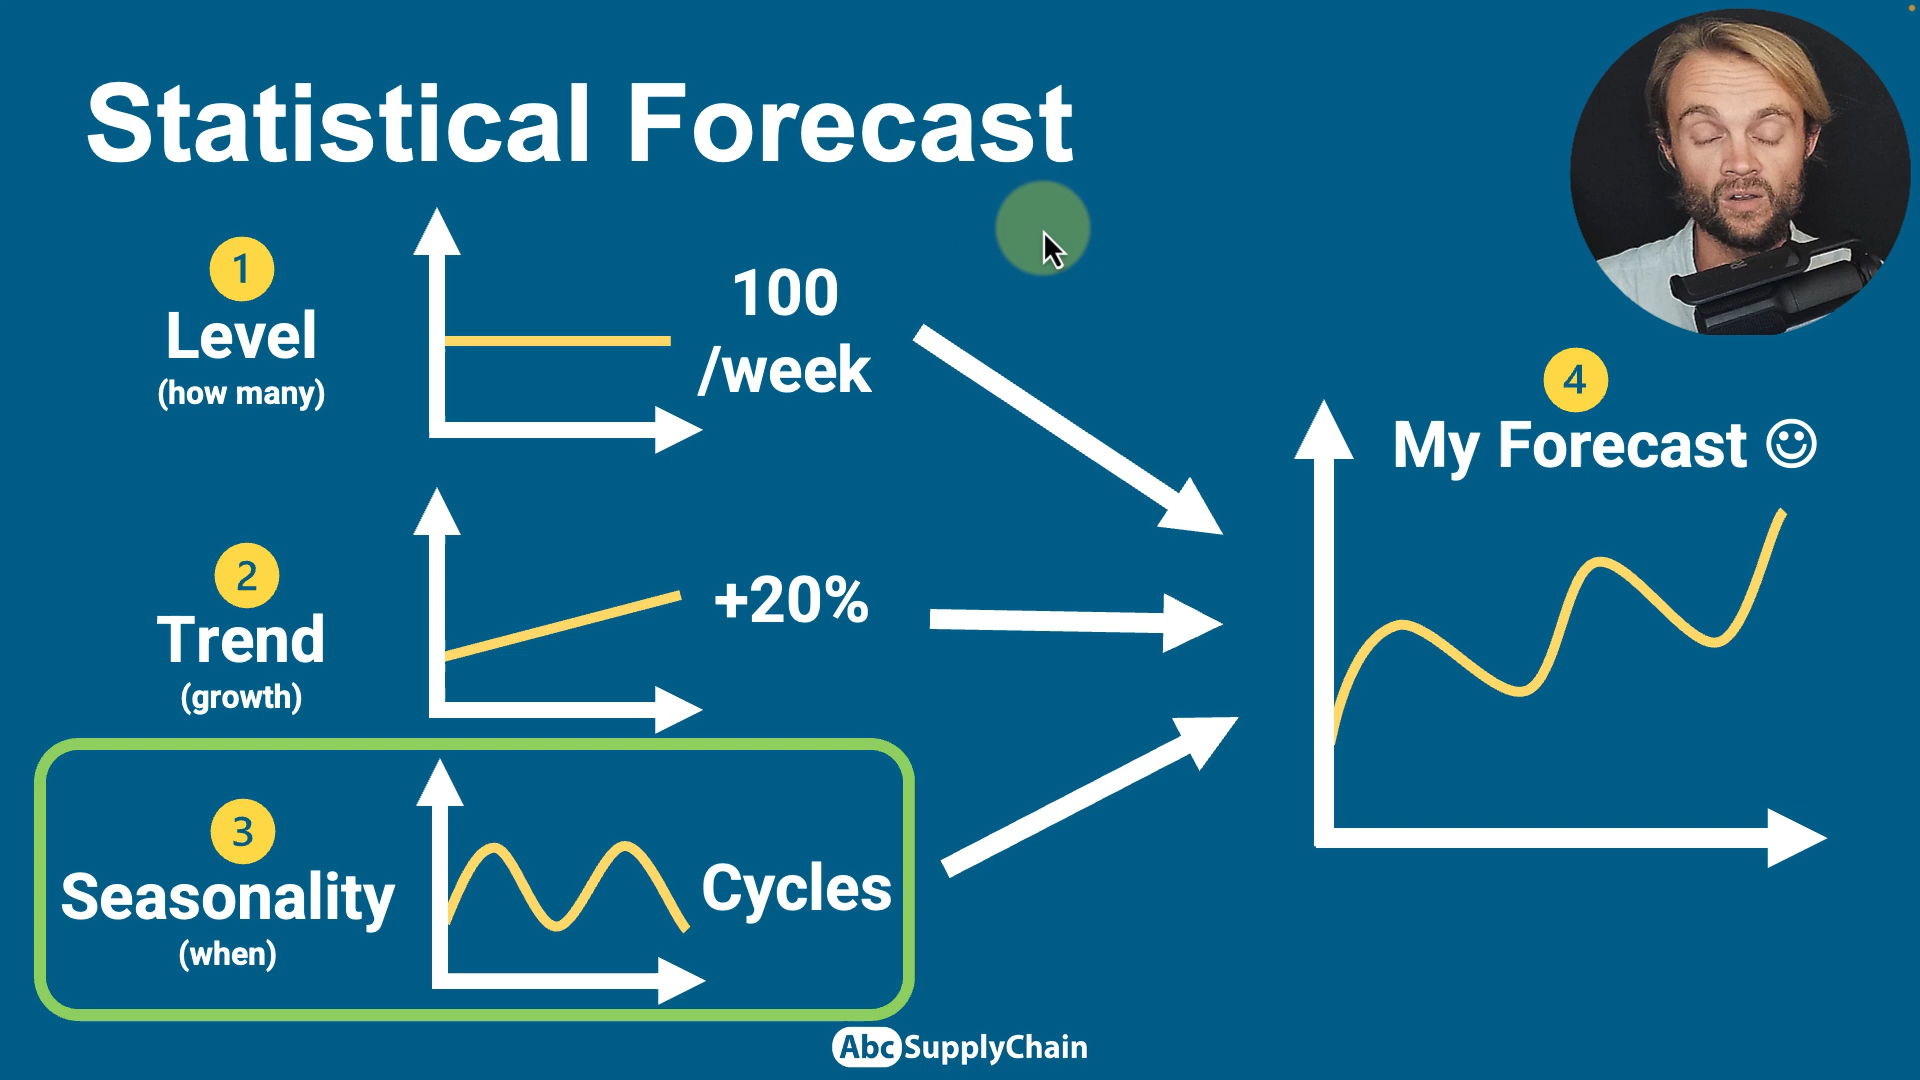 Statistical Forecast
1
Level
(how many)
100
/week
2
Trend
(growth)
+20%
3
Seasonality
(when)
Cycles
4
My Forecast ☺
AbcSupplyChain